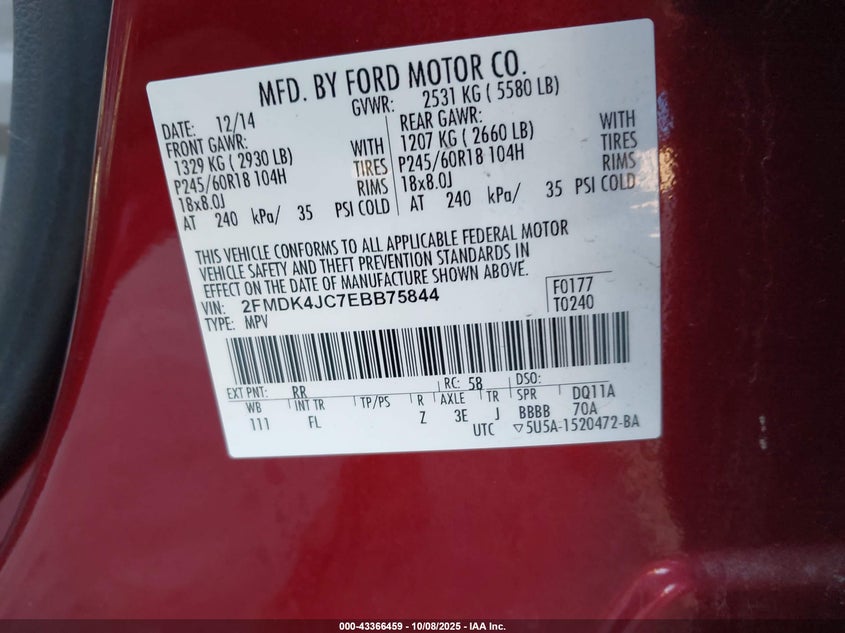 MFD. BY FORD MOTOR CO.
DATE: 12/14 GVWR: 2531 KG ( 5580 LB)
FRONT GAWR: WITH REAR GAWR: WITH
1329 KG ( 2930 LB) TIRES 1207 KG ( 2660 LB) TIRES
P245/60R18 104H RIMS P245/60R18 104H RIMS
18x8.0J 18x8.0J
AT 240 kPa/ 35 PSI COLD AT 240 kPa/ 35 PSI COLD
THIS VEHICLE CONFORMS TO ALL APPLICABLE FEDERAL MOTOR
VEHICLE SAFETY AND THEFT PREVENTION STANDARDS IN
EFFECT ON THE DATE OF MANUFACTURE SHOWN ABOVE.
VIN: 2FMDK4JC7EBB75844 F0177
TYPE: MPV T0240
EXT PNT: RR RC: 58 DSO:
WB INT TR TP/PS R AXLE TR SPR DQ11A
111 FL Z 3E J BBBB 70A
UTC ▽5U5A-1520472-BA
000-43366459 - 10/08/2025 - IAA Inc.